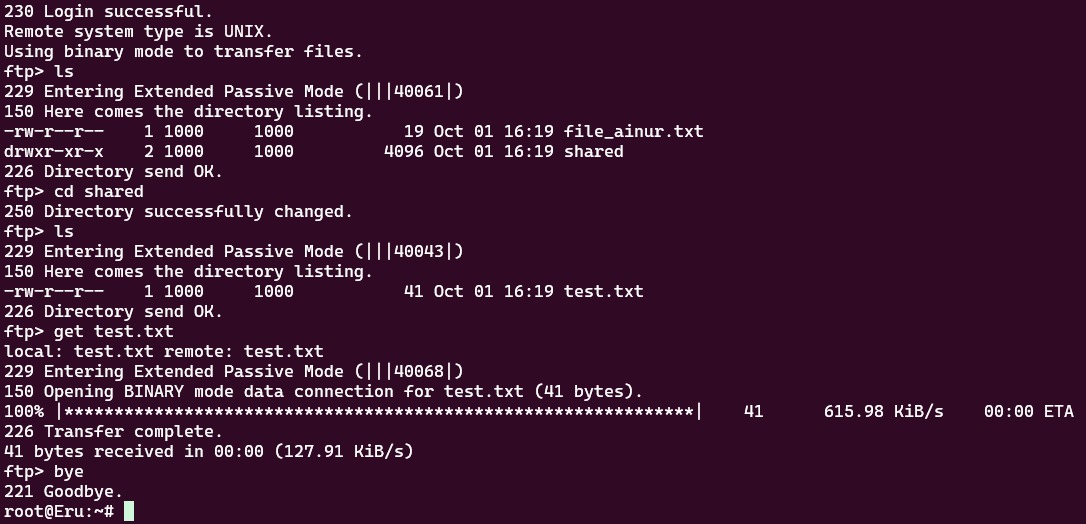 230 Login successful.
Remote system type is UNIX.
Using binary mode to transfer files.
ftp> ls
229 Entering Extended Passive Mode (|||40061|)
150 Here comes the directory listing.
-rw-r--r--    1 1000     1000           19 Oct 01 16:19 file_ainur.txt
drwxr-xr-x    2 1000     1000         4096 Oct 01 16:19 shared
226 Directory send OK.
ftp> cd shared
250 Directory successfully changed.
ftp> ls
229 Entering Extended Passive Mode (|||40043|)
150 Here comes the directory listing.
-rw-r--r--    1 1000     1000           41 Oct 01 16:19 test.txt
226 Directory send OK.
ftp> get test.txt
local: test.txt remote: test.txt
229 Entering Extended Passive Mode (|||40068|)
150 Opening BINARY mode data connection for test.txt (41 bytes).
100% |***************************************************************|    41      615.98 KiB/s    00:00 ETA
226 Transfer complete.
41 bytes received in 00:00 (127.91 KiB/s)
ftp> bye
221 Goodbye.
root@Eru:~#